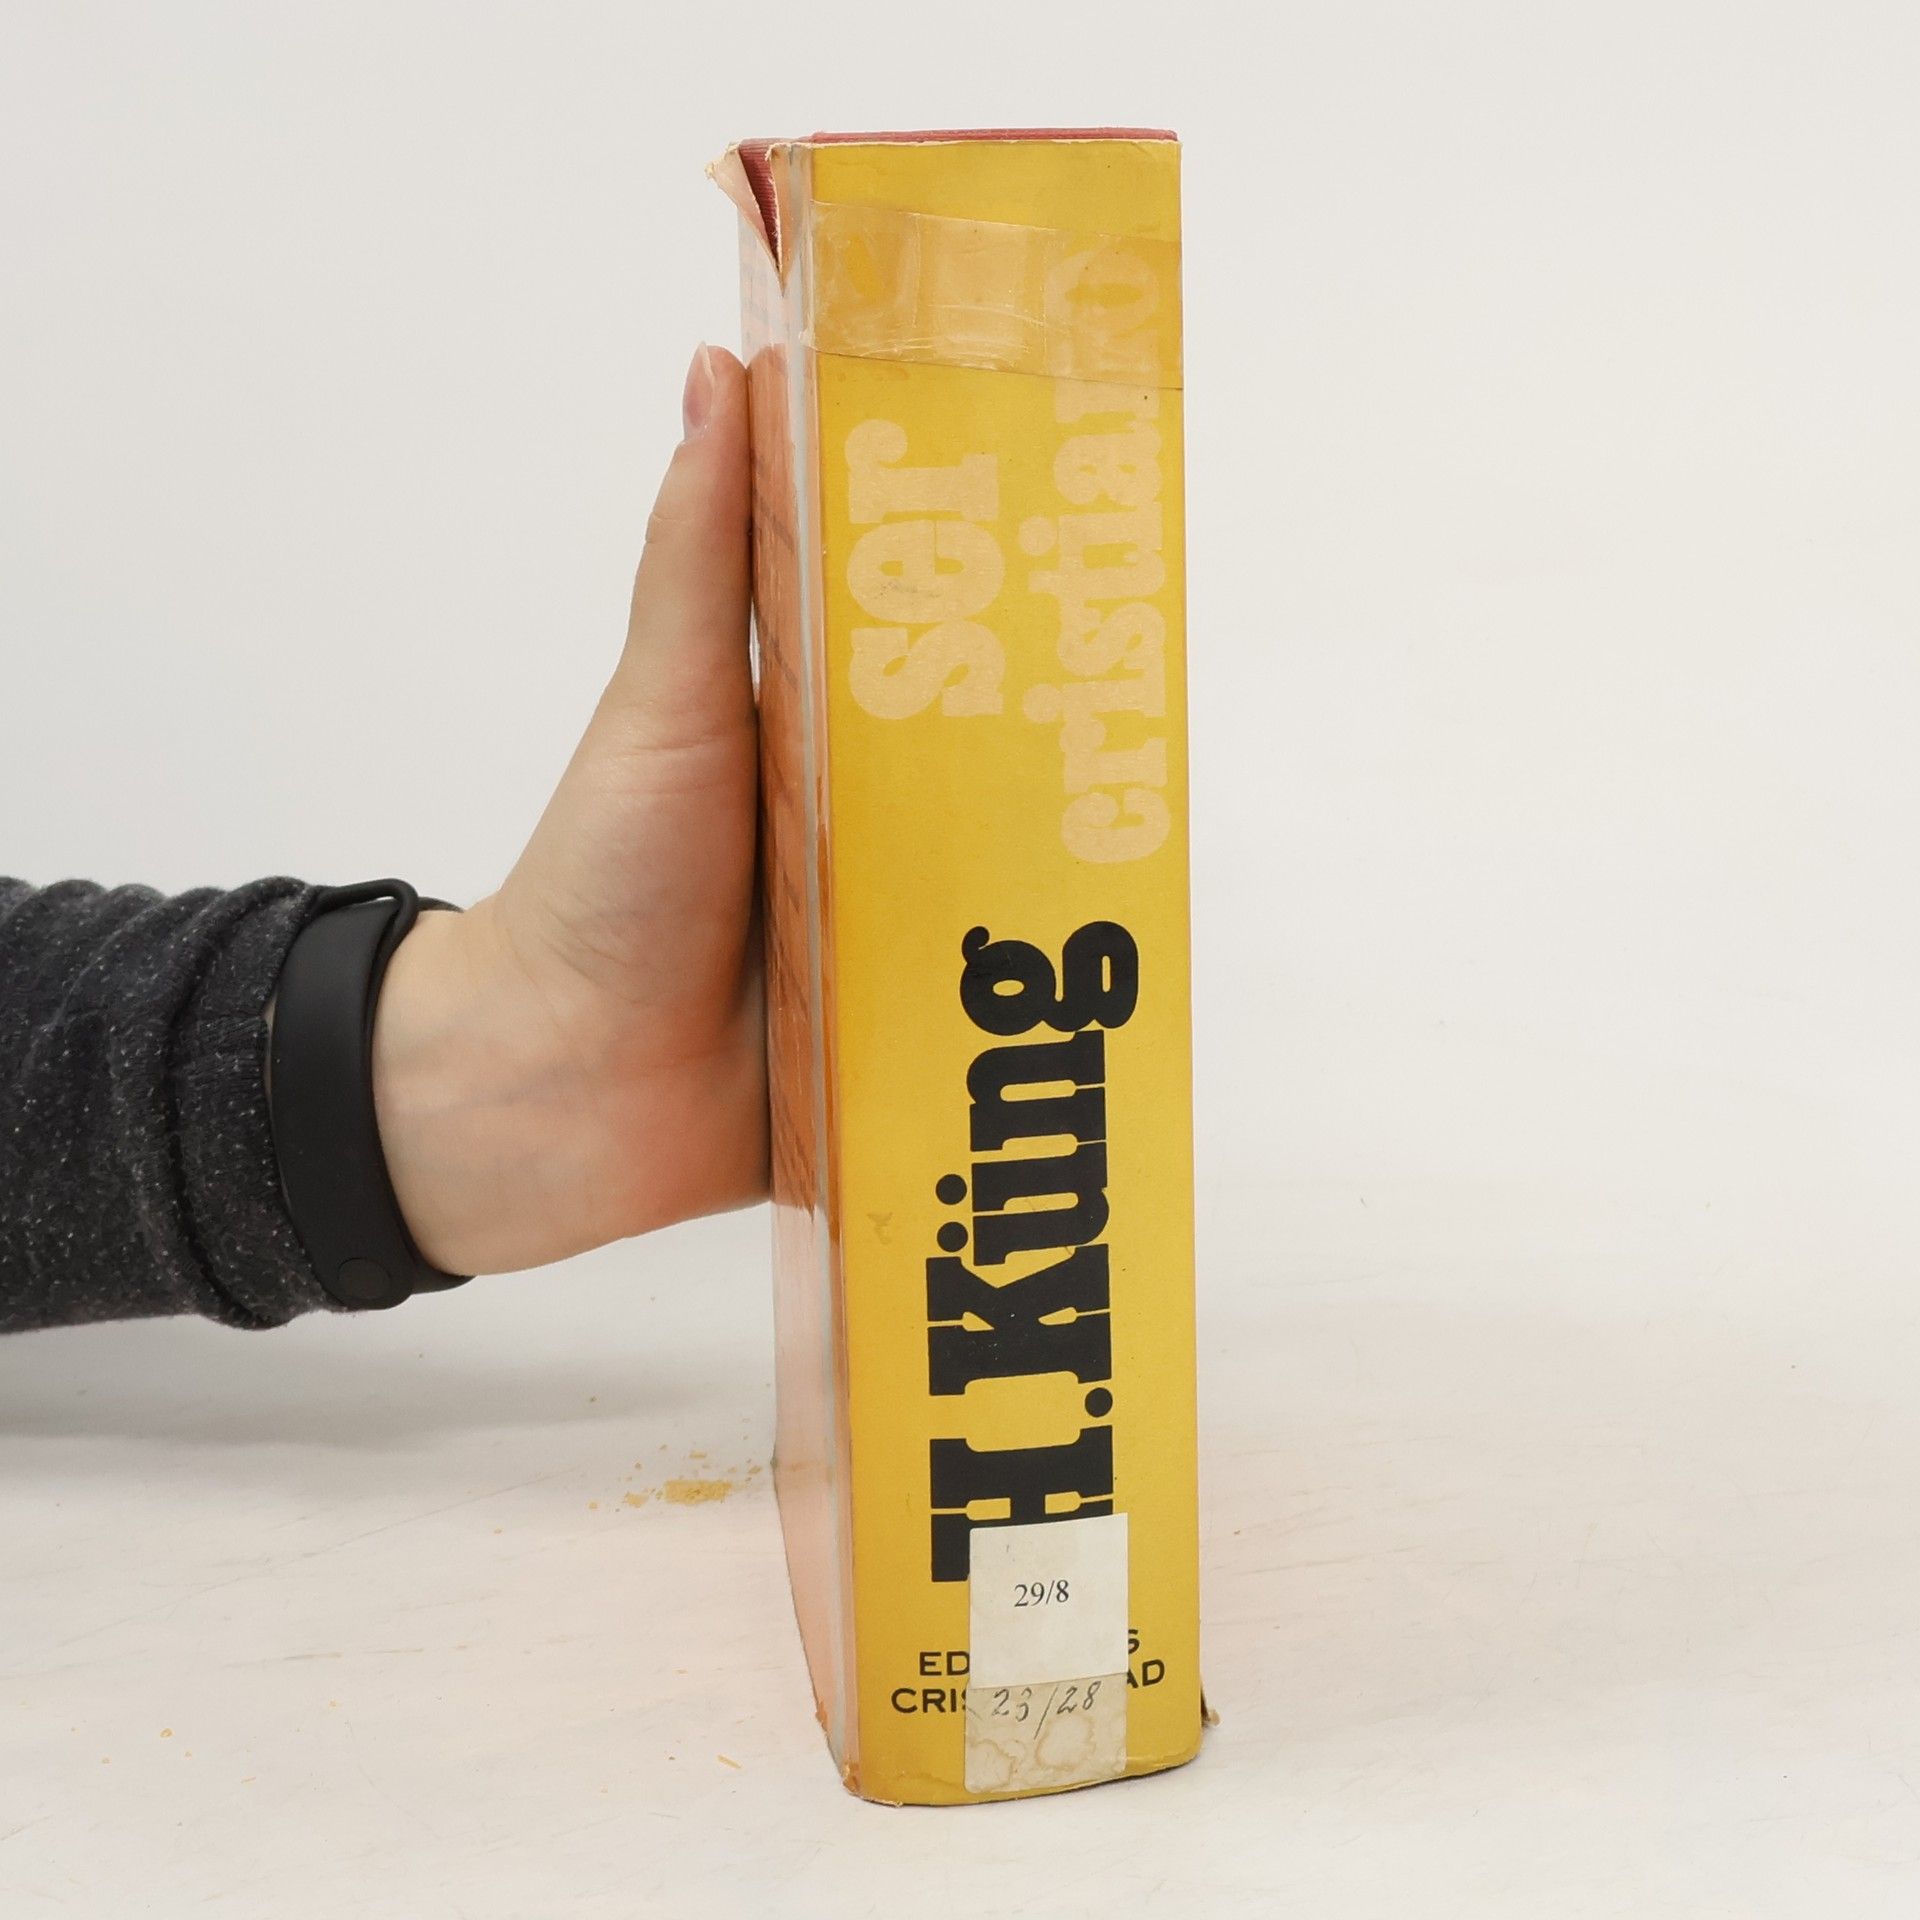 ser
cristiano
H.Küng
29/8
ED S
CRIS AD
23/28